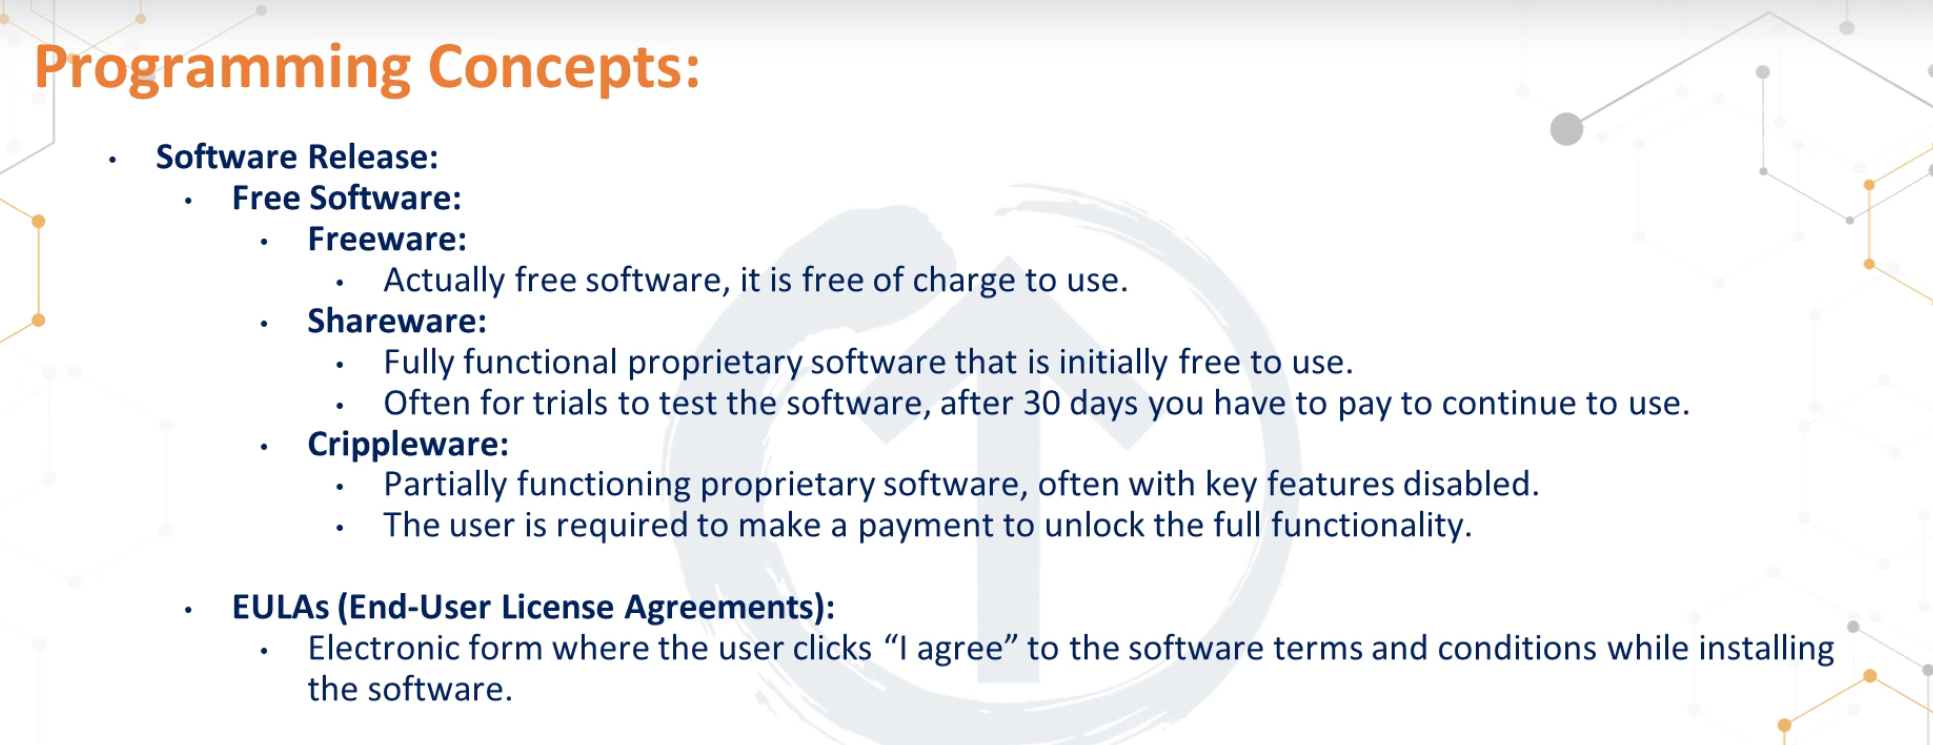 Programming Concepts:
• Software Release:
• Free Software:
• Freeware:
• Actually free software, it is free of charge to use.
• Shareware:
• Fully functional proprietary software that is initially free to use.
• Often for trials to test the software, after 30 days you have to pay to continue to use.
• Crippleware:
• Partially functioning proprietary software, often with key features disabled.
• The user is required to make a payment to unlock the full functionality.
• EULAs (End-User License Agreements):
• Electronic form where the user clicks “I agree” to the software terms and conditions while installing
the software.